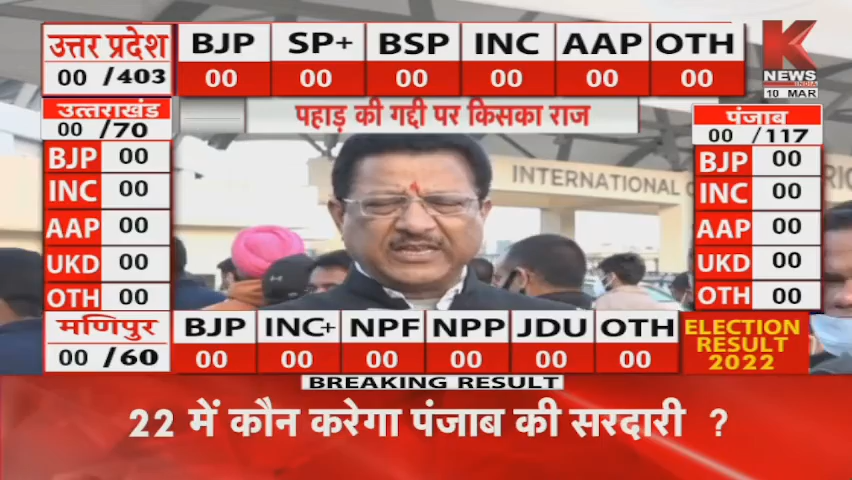 उत्तर प्रदेश BJP SP+ BSP INC AAP OTH
00 /403 00 00 00 00 00 00
K NEWS INDIA
10 MAR
उत्तराखंड
00 /70
BJP 00
INC 00
AAP 00
UKD 00
OTH 00
पहाड़ की गद्दी पर किसका राज
पंजाब
00 /117
BJP 00
INC 00
AAP 00
UKD 00
OTH 00
INTERNATIONAL
मणिपुर BJP INC+ NPF NPP JDU OTH
00 /60 00 00 00 00 00 00
ELECTION
RESULT
2022
BREAKING RESULT
22 में कौन करेगा पंजाब की सरदारी ?